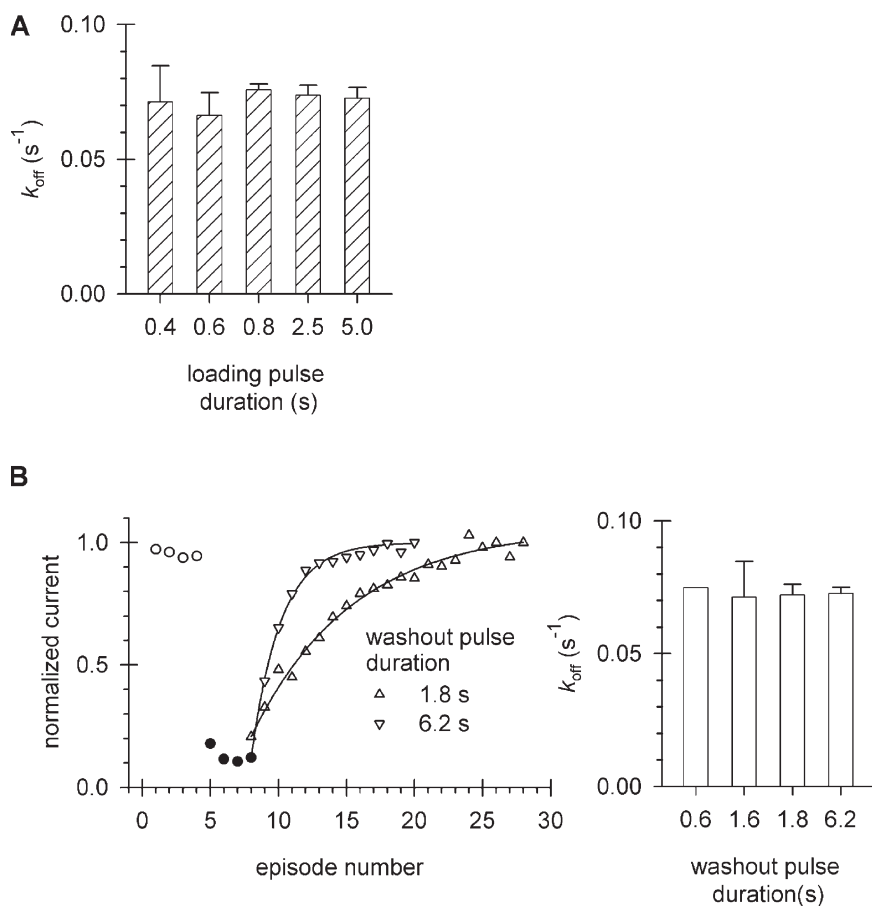 A
0.10
0.05
0.00
koff (s-1)
0.4 0.6 0.8 2.5 5.0
loading pulse
duration (s)
B
1.0
0.5
0.0
normalized current
0 5 10 15 20 25 30
episode number
washout pulse
duration
1.8 s
6.2 s
0.10
0.05
0.00
koff (s-1)
0.6 1.6 1.8 6.2
washout pulse
duration(s)